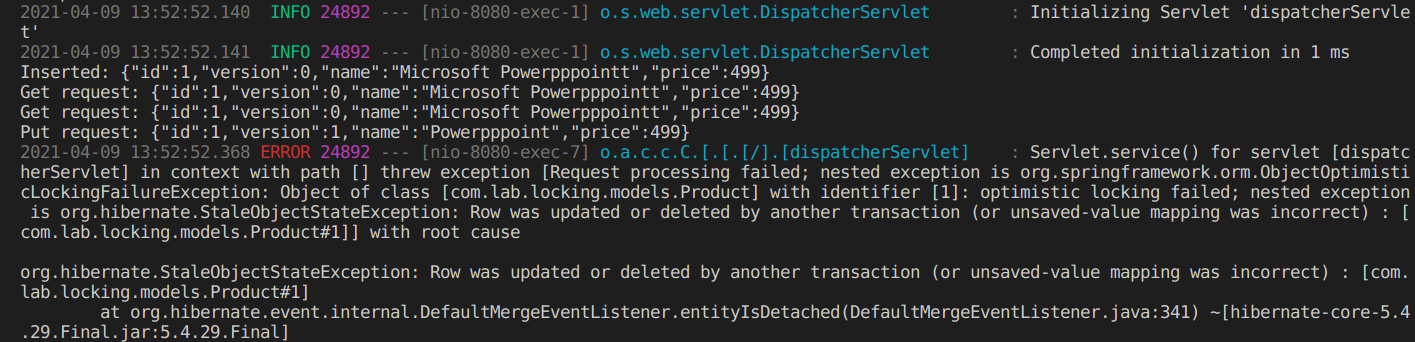 2021-04-09 13:52:52.140  INFO 24892 --- [nio-8080-exec-1] o.s.web.servlet.DispatcherServlet        : Initializing Servlet 'dispatcherServle
t'
2021-04-09 13:52:52.141  INFO 24892 --- [nio-8080-exec-1] o.s.web.servlet.DispatcherServlet        : Completed initialization in 1 ms
Inserted: {"id":1,"version":0,"name":"Microsoft Powerpppointt","price":499}
Get request: {"id":1,"version":0,"name":"Microsoft Powerpppointt","price":499}
Get request: {"id":1,"version":0,"name":"Microsoft Powerpppointt","price":499}
Put request: {"id":1,"version":1,"name":"Powerpppoint","price":499}
2021-04-09 13:52:52.368 ERROR 24892 --- [nio-8080-exec-7] o.a.c.c.C.[.[.[/].[dispatcherServlet]    : Servlet.service() for servlet [dispatc
herServlet] in context with path [] threw exception [Request processing failed; nested exception is org.springframework.orm.ObjectOptimisti
cLockingFailureException: Object of class [com.lab.locking.models.Product] with identifier [1]: optimistic locking failed; nested exception
 is org.hibernate.StaleObjectStateException: Row was updated or deleted by another transaction (or unsaved-value mapping was incorrect) : [
com.lab.locking.models.Product#1]] with root cause

org.hibernate.StaleObjectStateException: Row was updated or deleted by another transaction (or unsaved-value mapping was incorrect) : [com.
lab.locking.models.Product#1]
        at org.hibernate.event.internal.DefaultMergeEventListener.entityIsDetached(DefaultMergeEventListener.java:341) ~[hibernate-core-5.4
.29.Final.jar:5.4.29.Final]